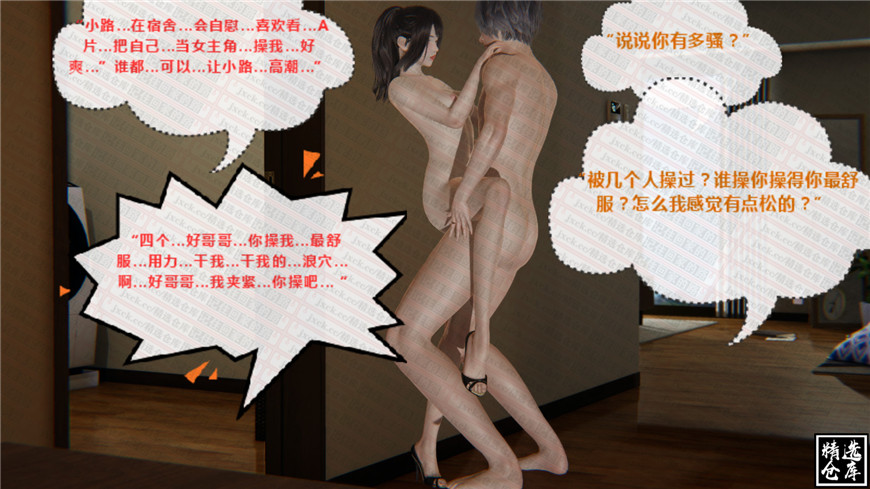 “小路...在宿舍...会自慰...喜欢看...A
片...把自己...当女主角...操我...好
爽...”谁都...可以...让小路...高潮...”
“说说你有多骚？”
“被几个人操过？谁操你操得你最舒
服？怎么我感觉有点松的？”
“四个...好哥哥...你操我...最舒
服...用力...干我...干我的...浪穴...
啊...好哥哥...我夹紧...你操吧... ”
精选
仓库